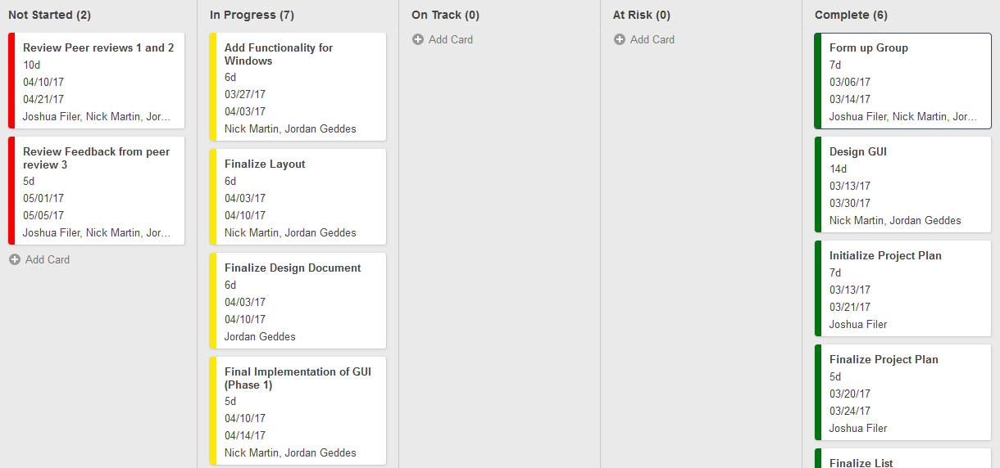 Not Started (2)
Review Peer reviews 1 and 2
10d
04/10/17
04/21/17
Joshua Filer, Nick Martin, Jor...
Review Feedback from peer
review 3
5d
05/01/17
05/05/17
Joshua Filer, Nick Martin, Jor...
Add Card
In Progress (7)
Add Functionality for
Windows
6d
03/27/17
04/03/17
Nick Martin, Jordan Geddes
Finalize Layout
6d
04/03/17
04/10/17
Nick Martin, Jordan Geddes
Finalize Design Document
6d
04/03/17
04/10/17
Jordan Geddes
Final Implementation of GUI
(Phase 1)
5d
04/10/17
04/14/17
Nick Martin, Jordan Geddes
On Track (0)
Add Card
At Risk (0)
Add Card
Complete (6)
Form up Group
7d
03/06/17
03/14/17
Joshua Filer, Nick Martin, Jor...
Design GUI
14d
03/13/17
03/30/17
Nick Martin, Jordan Geddes
Initialize Project Plan
7d
03/13/17
03/21/17
Joshua Filer
Finalize Project Plan
5d
03/20/17
03/24/17
Joshua Filer
Finalize List